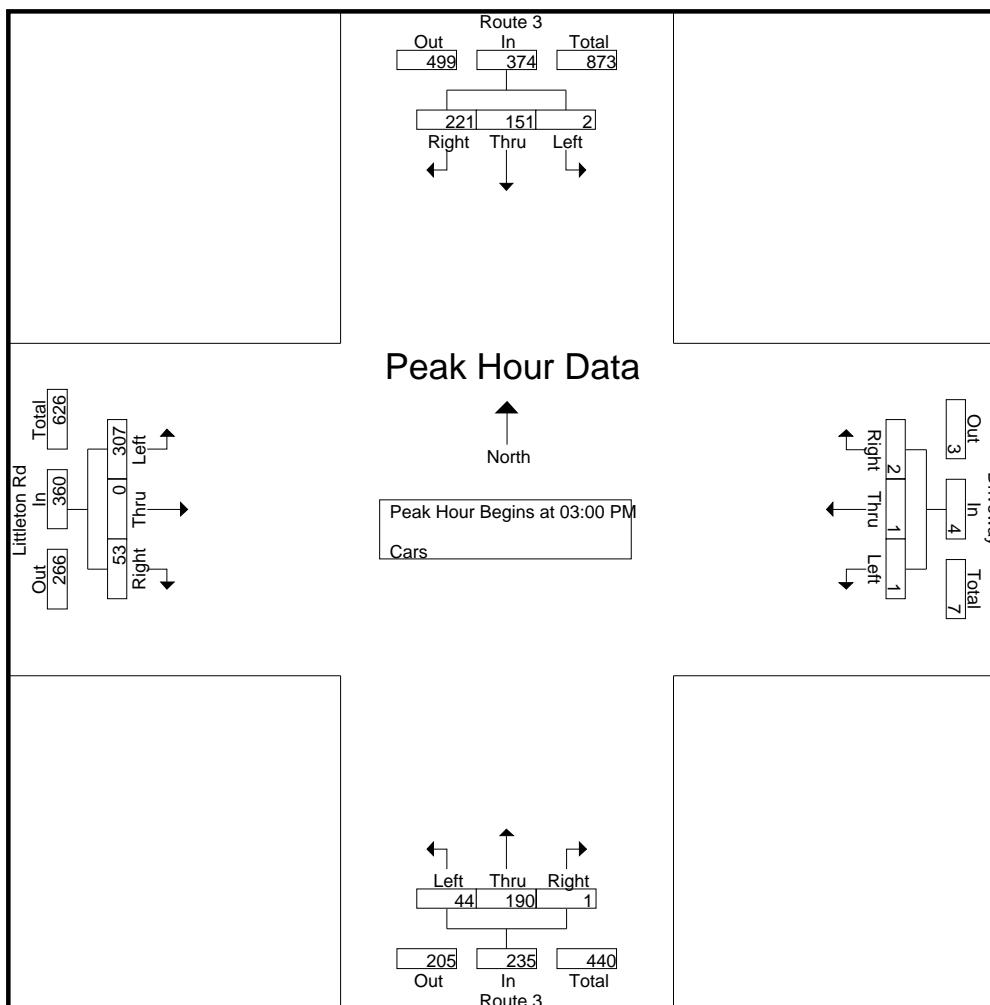 Route 3
Out In Total
499 374 873
221 151 2
Right Thru Left
Peak Hour Data
North
Peak Hour Begins at 03:00 PM
Cars
Littleton Rd
Out In Total
266 360 626
307 0 53
Left Thru Right
Right Thru Left
2 1 1
Out In Total
3 4 7
Left Thru Right
44 190 1
205 235 440
Out In Total
Route 3